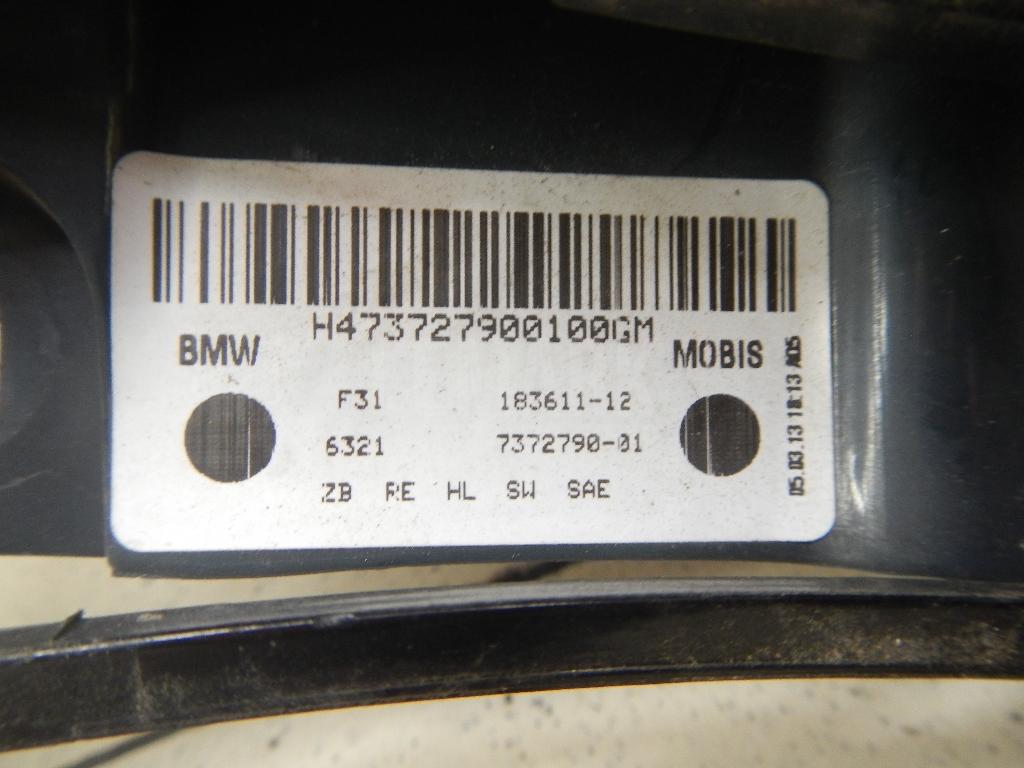 H4737279001000GM
BMW
MOBIS
F31 183611-12
6321 7372790-01
ZB RE HL SW SAE
05.03.13 18:13 A05